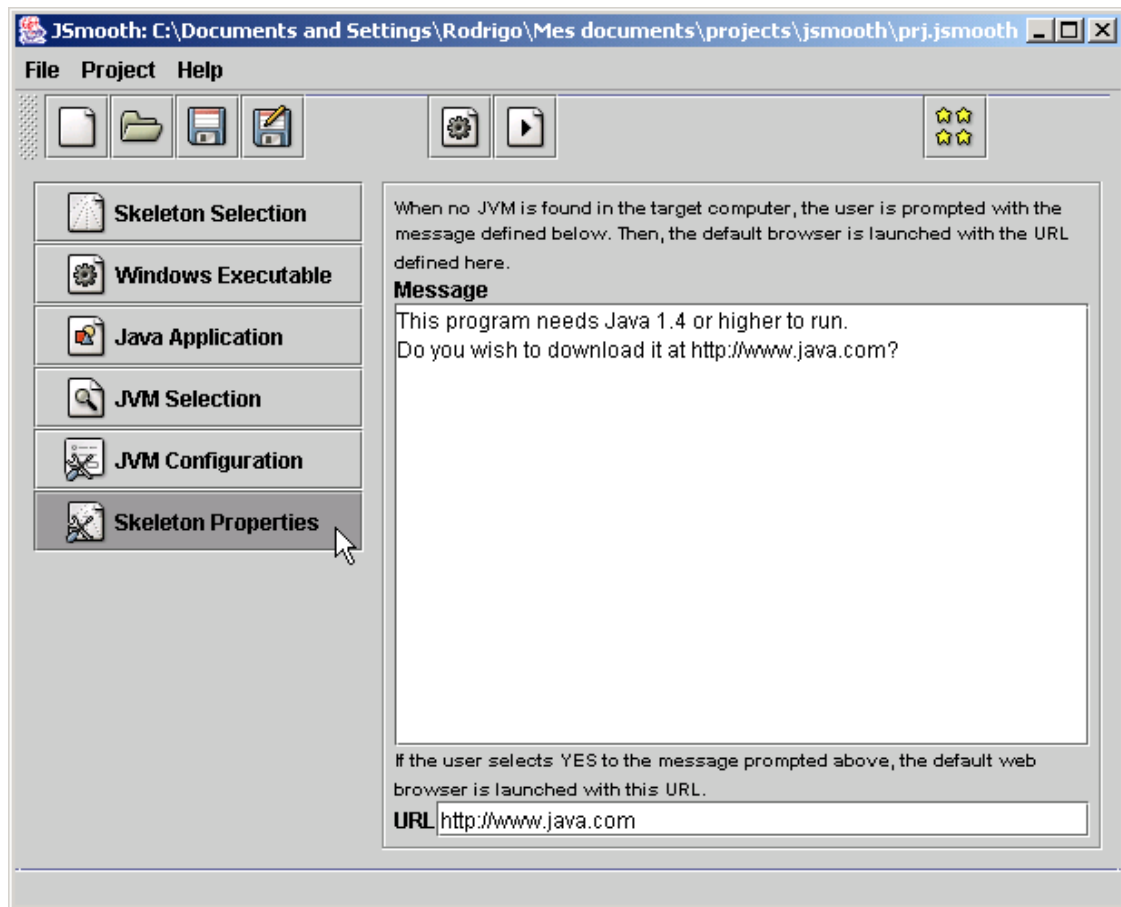 JSmooth: C:\Documents and Settings\Rodrigo\Mes documents\projects\jsmooth\prj.jsmooth
File Project Help
Skeleton Selection
Windows Executable
Java Application
JVM Selection
JVM Configuration
Skeleton Properties
When no JVM is found in the target computer, the user is prompted with the
message defined below. Then, the default browser is launched with the URL
defined here.
Message
This program needs Java 1.4 or higher to run.
Do you wish to download it at http://www.java.com?
If the user selects YES to the message prompted above, the default web
browser is launched with this URL.
URL http://www.java.com